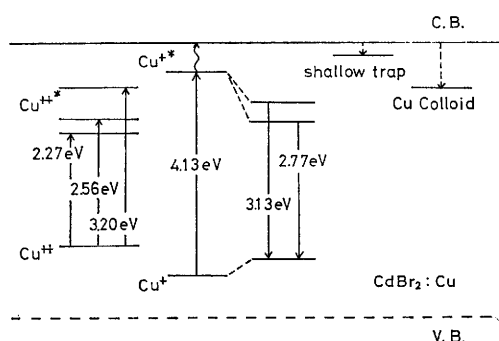 C.B.
Cu+*
shallow trap
Cu++*
Cu Colloid
2.27eV
4.13eV
2.77eV
2.56eV
3.13eV
3.20eV
Cu++
Cu+
CdBr₂ : Cu
V.B.